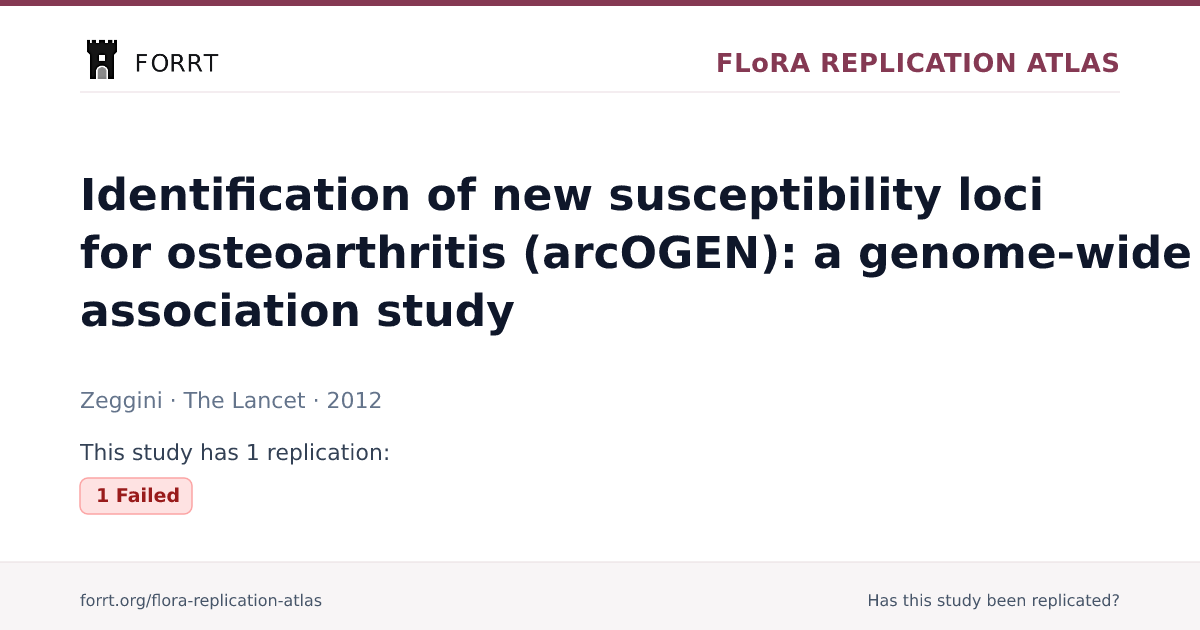 FORRT
FLoRA REPLICATION ATLAS
Identification of new susceptibility loci
for osteoarthritis (arcOGEN): a genome-wide
association study
Zeggini · The Lancet · 2012
This study has 1 replication:
1 Failed
forrt.org/flora-replication-atlas
Has this study been replicated?